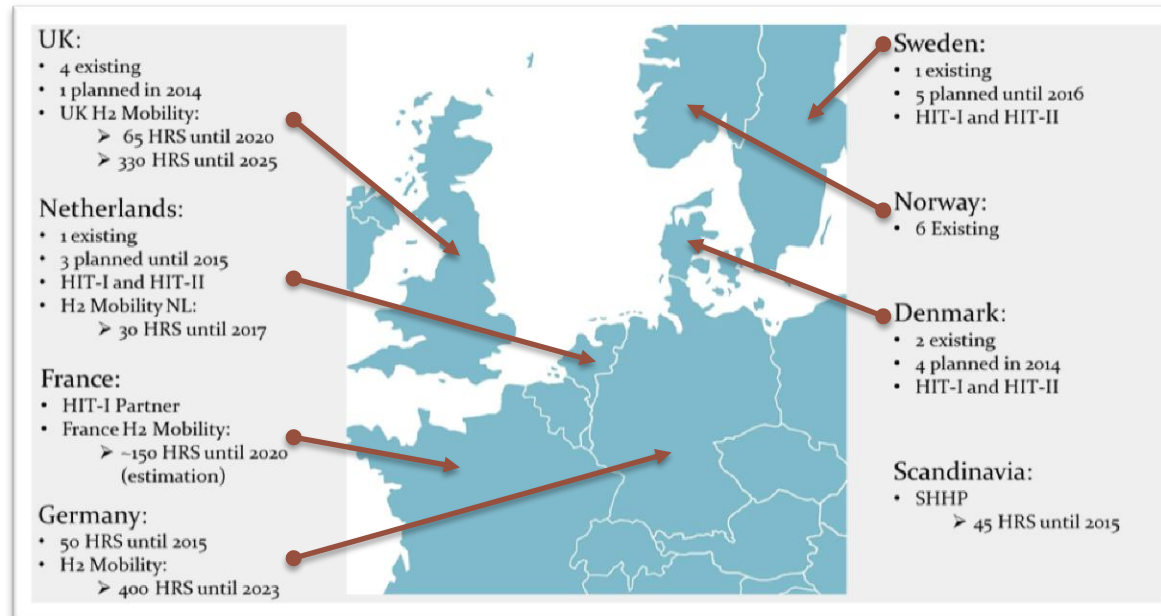 UK:
• 4 existing
• 1 planned in 2014
• UK H2 Mobility:
➢ 65 HRS until 2020
➢ 330 HRS until 2025
Netherlands:
• 1 existing
• 3 planned until 2015
• HIT-I and HIT-II
• H2 Mobility NL:
➢ 30 HRS until 2017
France:
• HIT-I Partner
• France H2 Mobility:
➢ ~150 HRS until 2020
(estimation)
Germany:
• 50 HRS until 2015
• H2 Mobility:
➢ 400 HRS until 2023
Sweden:
• 1 existing
• 5 planned until 2016
• HIT-I and HIT-II
Norway:
• 6 Existing
Denmark:
• 2 existing
• 4 planned in 2014
• HIT-I and HIT-II
Scandinavia:
• SHHP
➢ 45 HRS until 2015